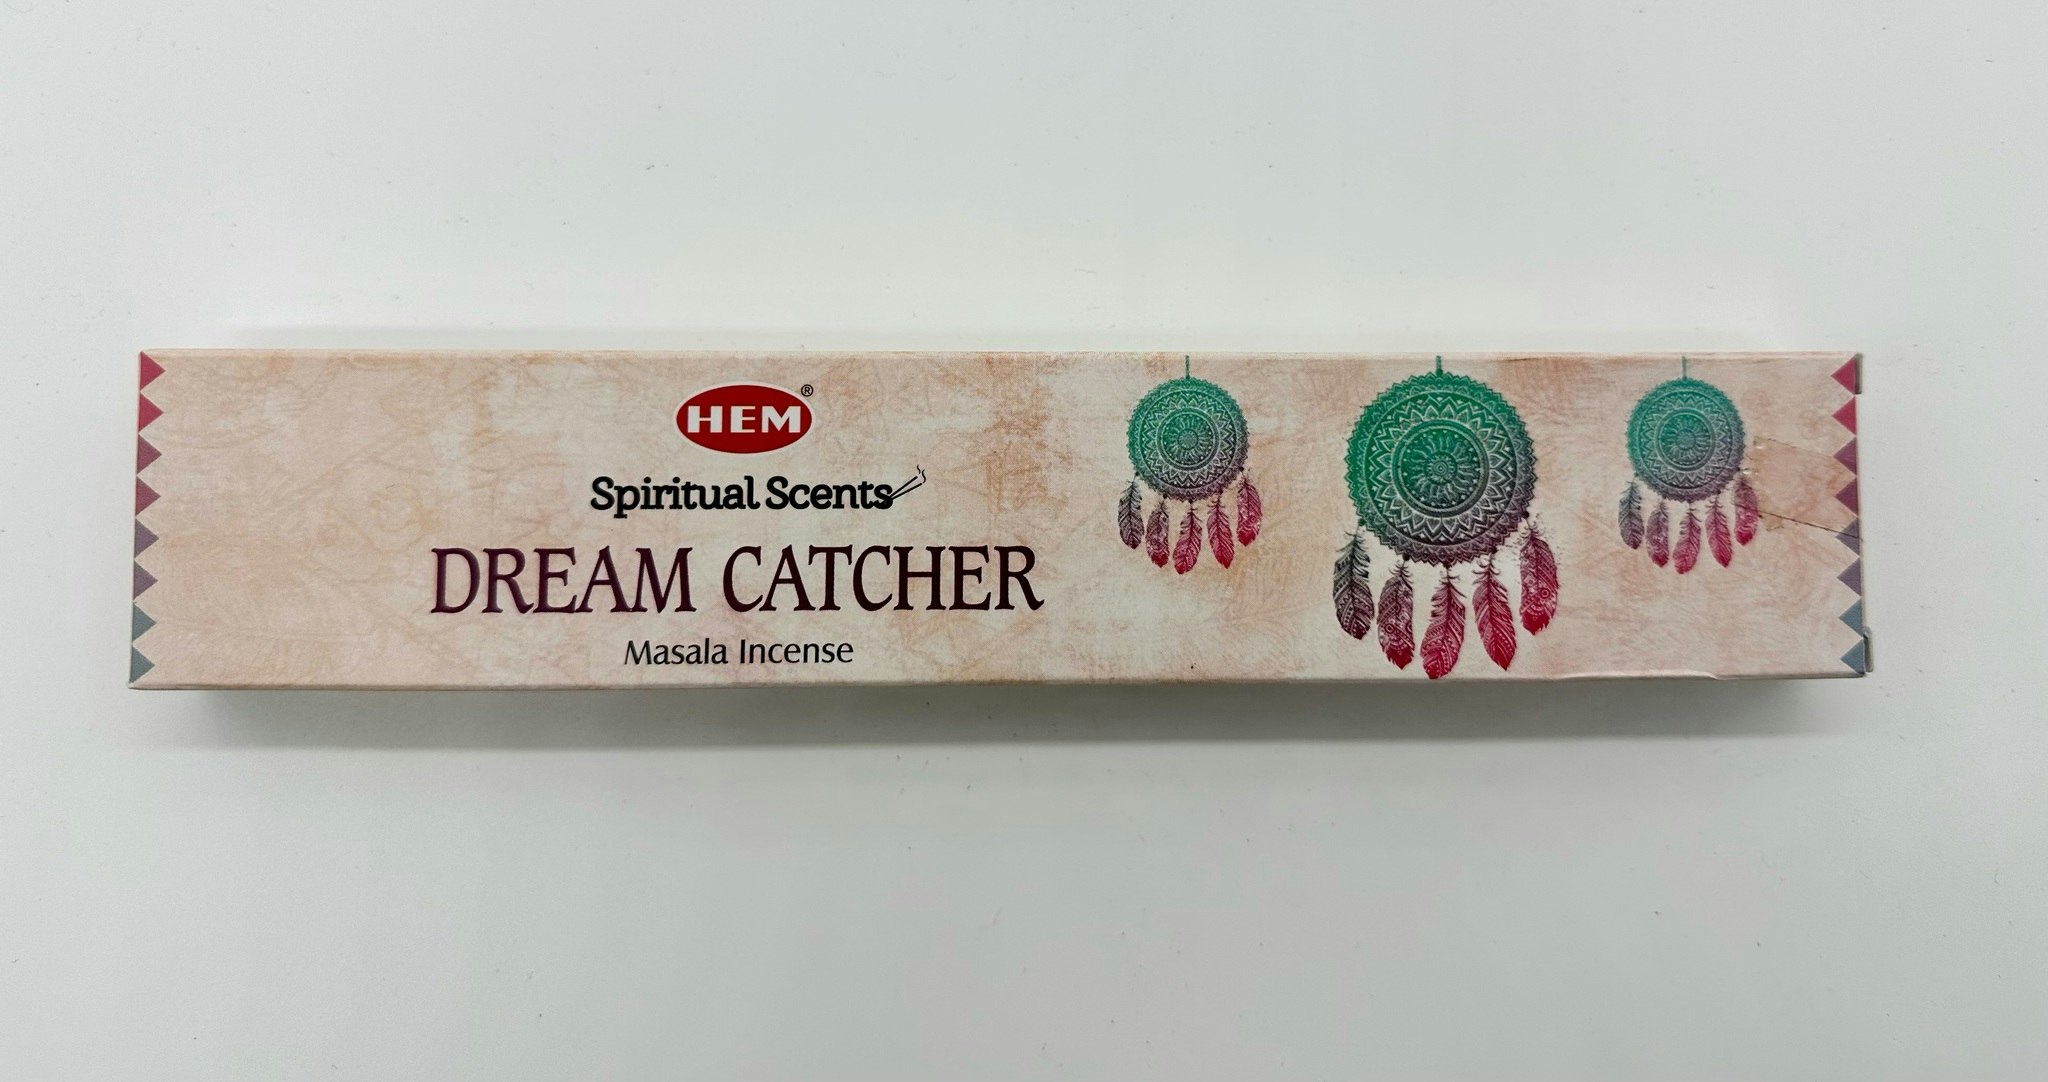 HEM®
Spiritual Scents
DREAM CATCHER
Masala Incense